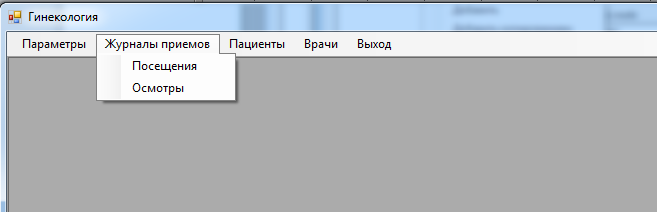 Гинекология
Параметры Журналы приемов Пациенты Врачи Выход
Посещения
Осмотры